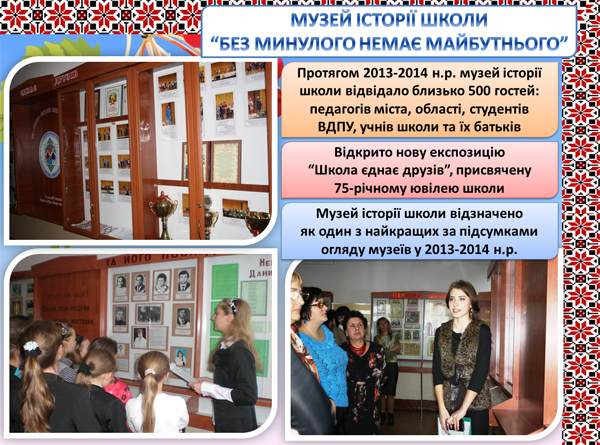 МУЗЕЙ ІСТОРІЇ ШКОЛИ
“БЕЗ МИНУЛОГО НЕМАЄ МАЙБУТНЬОГО”
Протягом 2013-2014 н.р. музей історії
школи відвідало близько 500 гостей:
педагогів міста, області, студентів
ВДПУ, учнів школи та їх батьків
Відкрито нову експозицію
“Школа єднає друзів”, присвячену
75-річному ювілею школи
Музей історії школи відзначено
як один з найкращих за підсумками
огляду музеїв у 2013-2014 н.р.
ТА ЙОГО